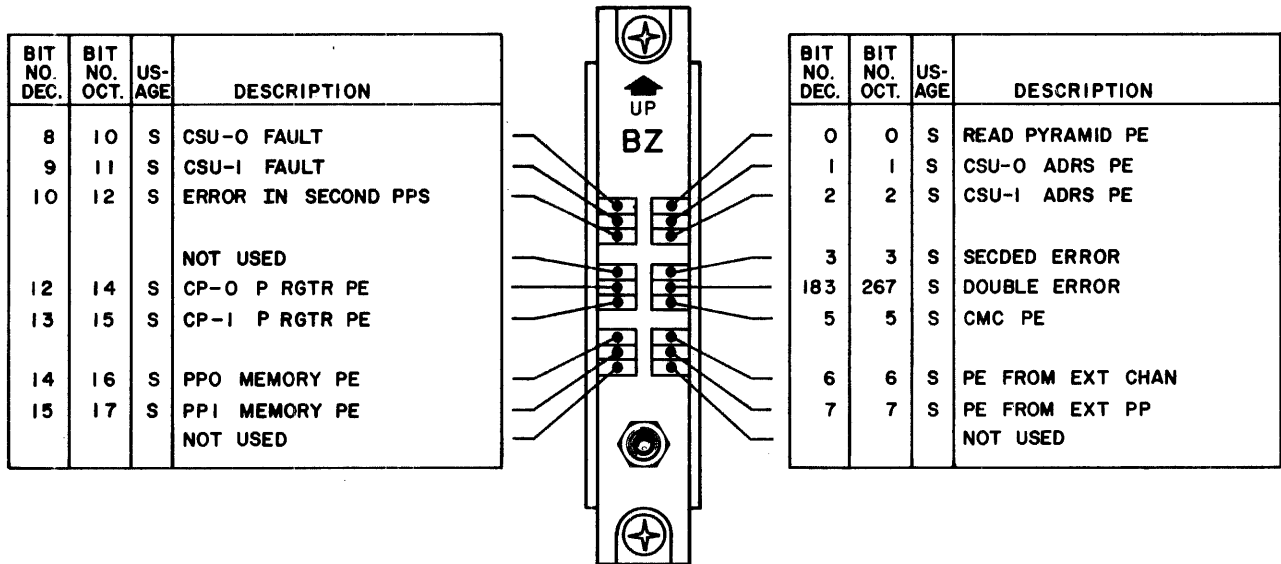 BIT NO. DEC. BIT NO. OCT. US-AGE DESCRIPTION
8 10 S CSU-0 FAULT
9 11 S CSU-1 FAULT
10 12 S ERROR IN SECOND PPS
NOT USED
12 14 S CP-0 P RGTR PE
13 15 S CP-1 P RGTR PE
14 16 S PP0 MEMORY PE
15 17 S PP1 MEMORY PE
NOT USED
UP
BZ
BIT NO. DEC. BIT NO. OCT. US-AGE DESCRIPTION
0 0 S READ PYRAMID PE
1 1 S CSU-0 ADRS PE
2 2 S CSU-1 ADRS PE
3 3 S SECDED ERROR
183 267 S DOUBLE ERROR
5 5 S CMC PE
6 6 S PE FROM EXT CHAN
7 7 S PE FROM EXT PP
NOT USED